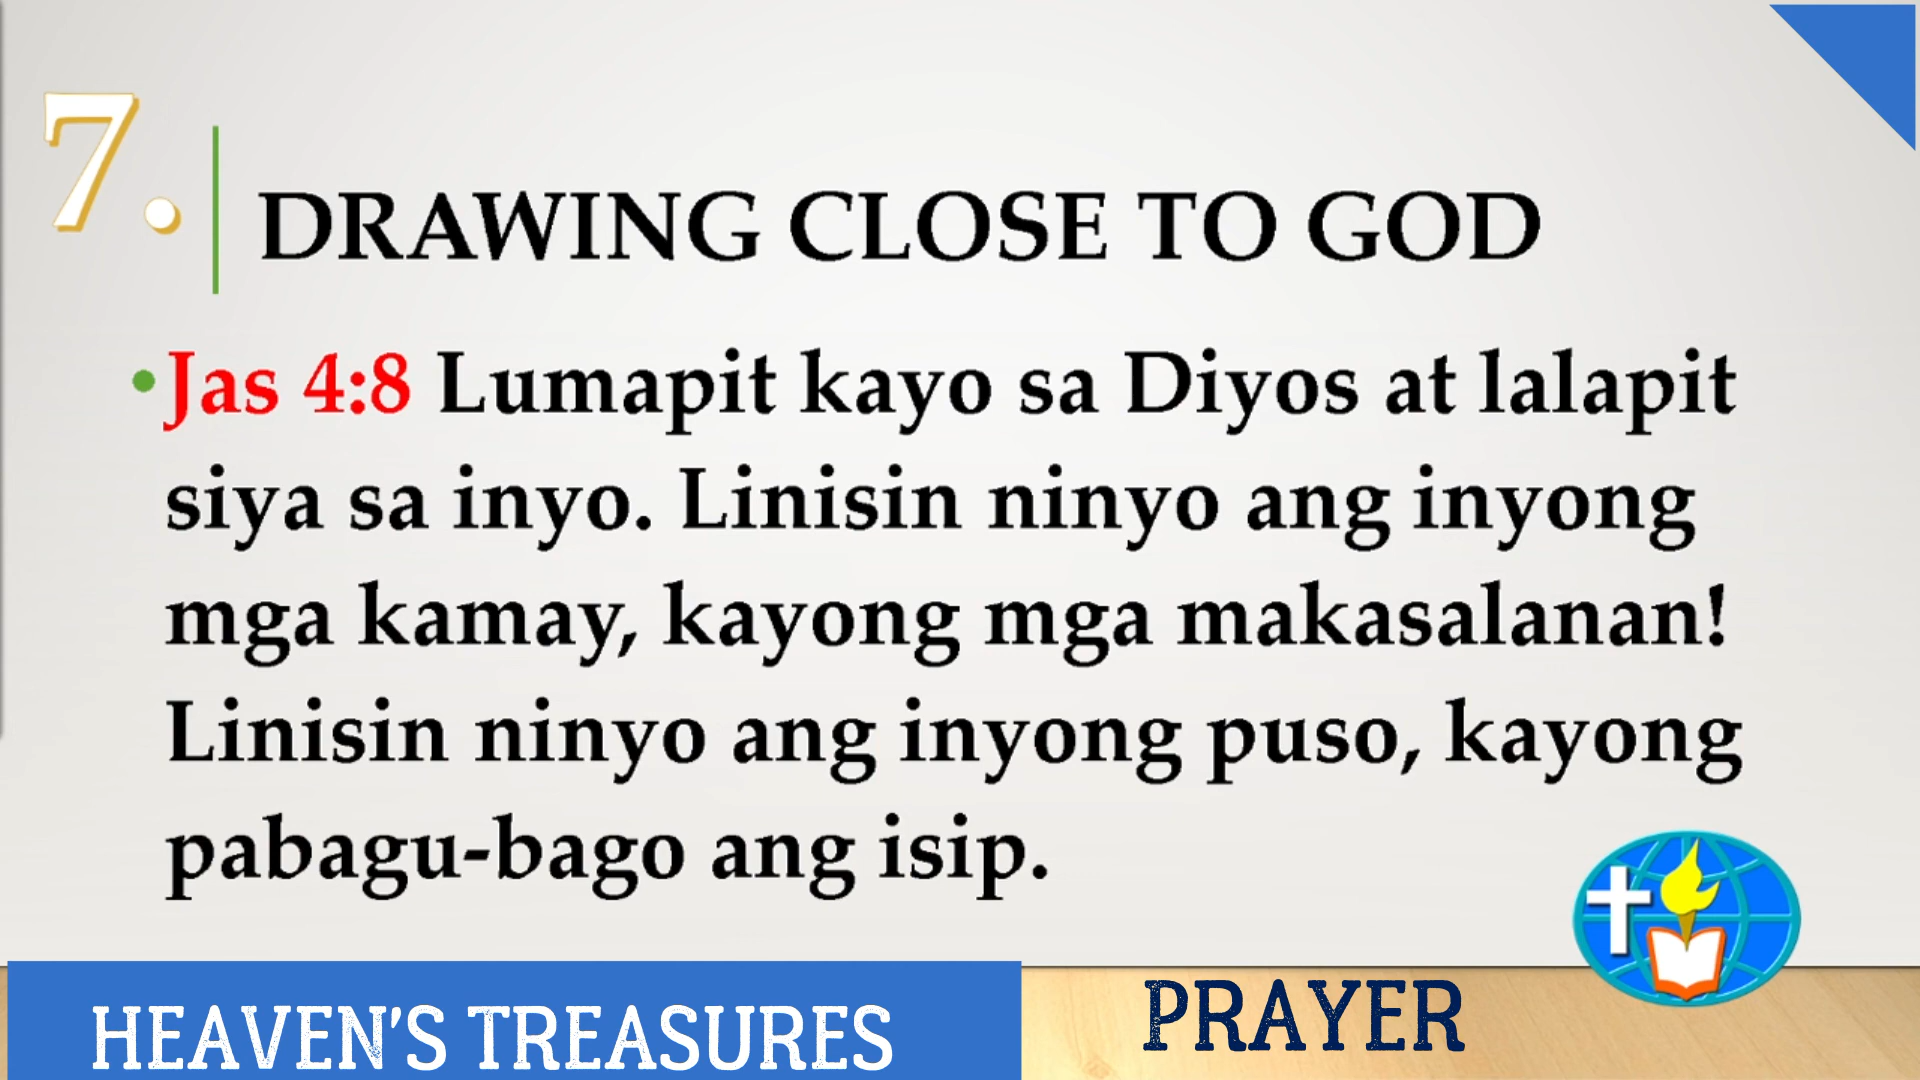 7.
DRAWING CLOSE TO GOD
•Jas 4:8 Lumapit kayo sa Diyos at lalapit
siya sa inyo. Linisin ninyo ang inyong
mga kamay, kayong mga makasalanan!
Linisin ninyo ang inyong puso, kayong
pabagu-bago ang isip.
HEAVEN'S TREASURES
PRAYER